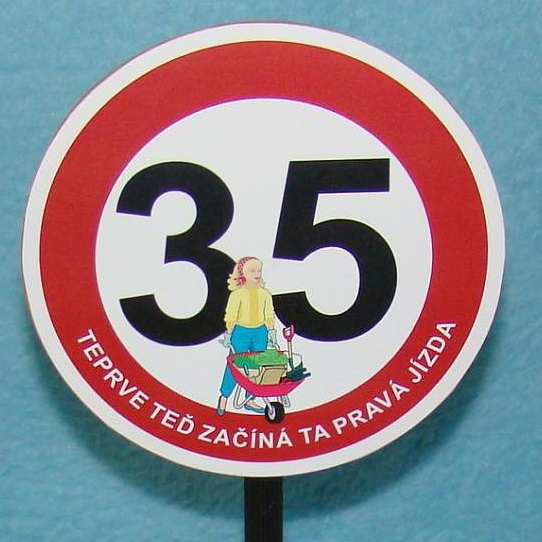 35
TEPRVE TEĎ ZAČÍNÁ TA PRAVÁ JÍZDA